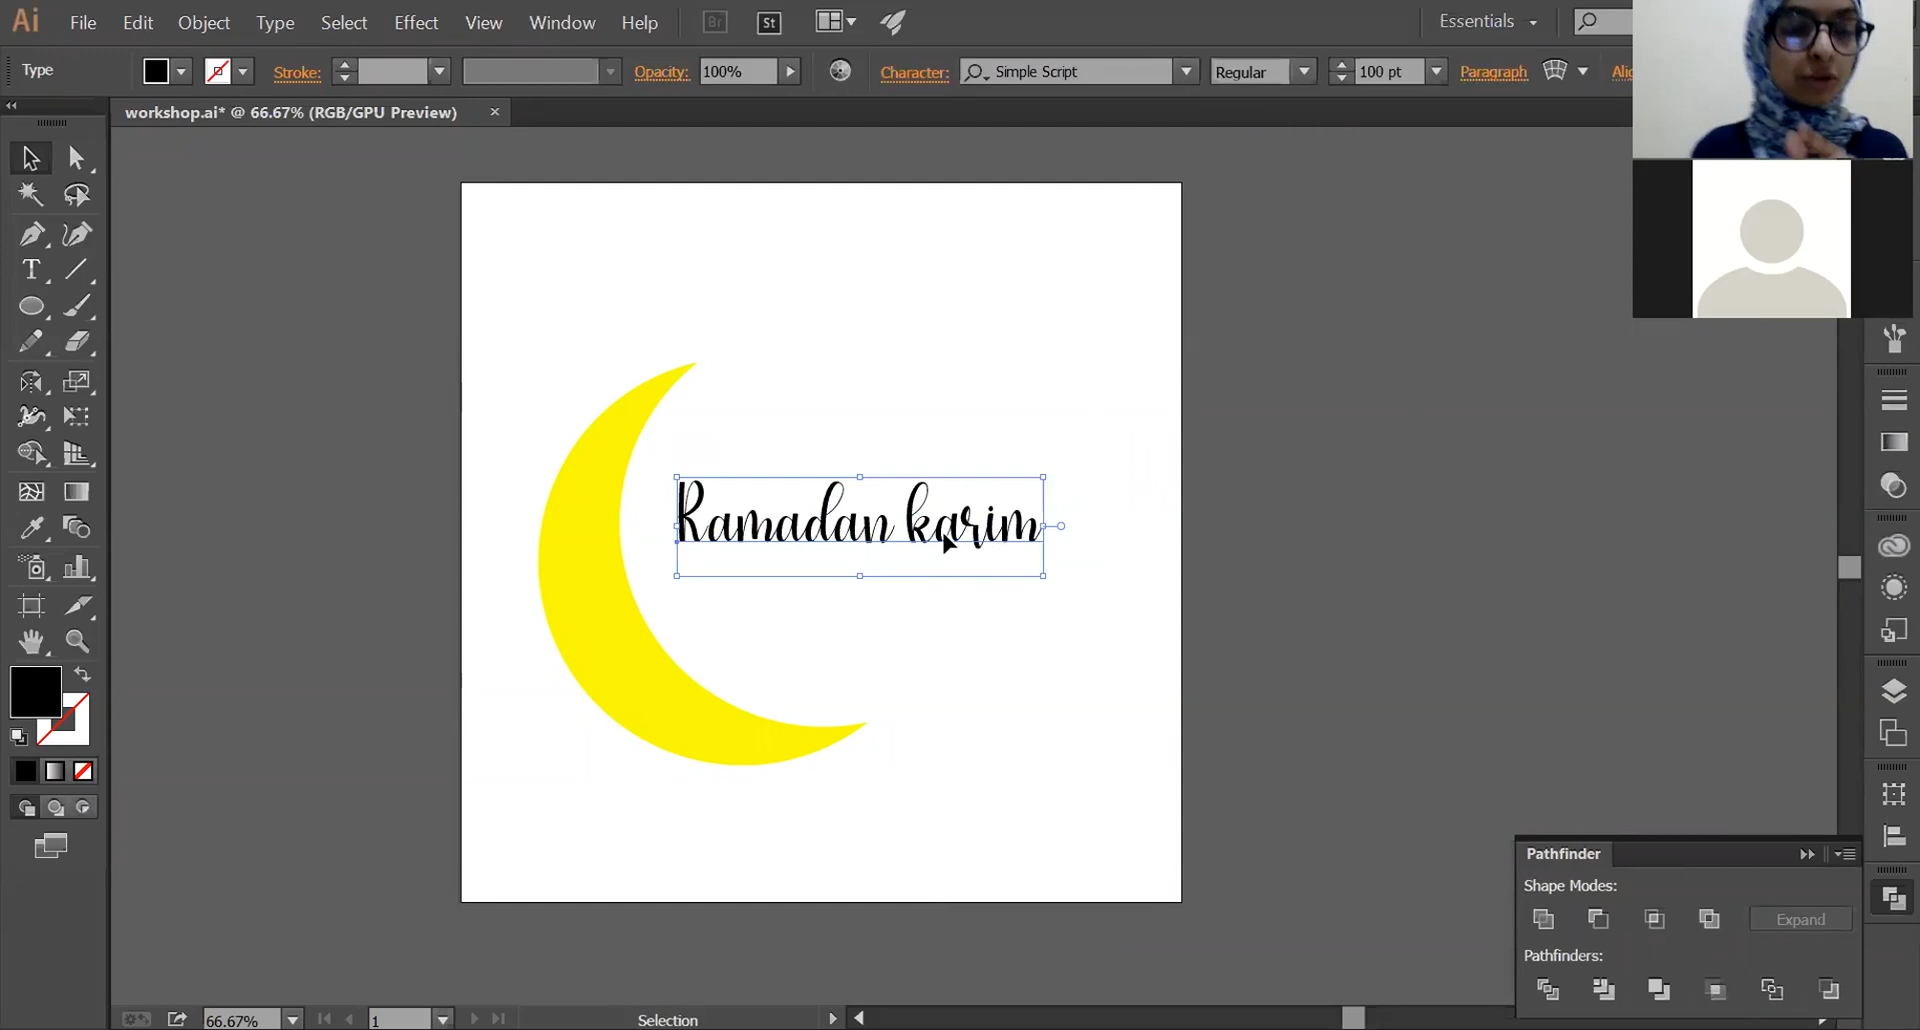 Ai File Edit Object Type Select Effect View Window Help Br St Essentials
Type Stroke: Opacity: 100% Character: Simple Script Regular 100 pt Paragraph
workshop.ai* @ 66.67% (RGB/GPU Preview)
T
Ramadan karim
Pathfinder
Shape Modes:
Expand
Pathfinders:
66.67% 1 Selection